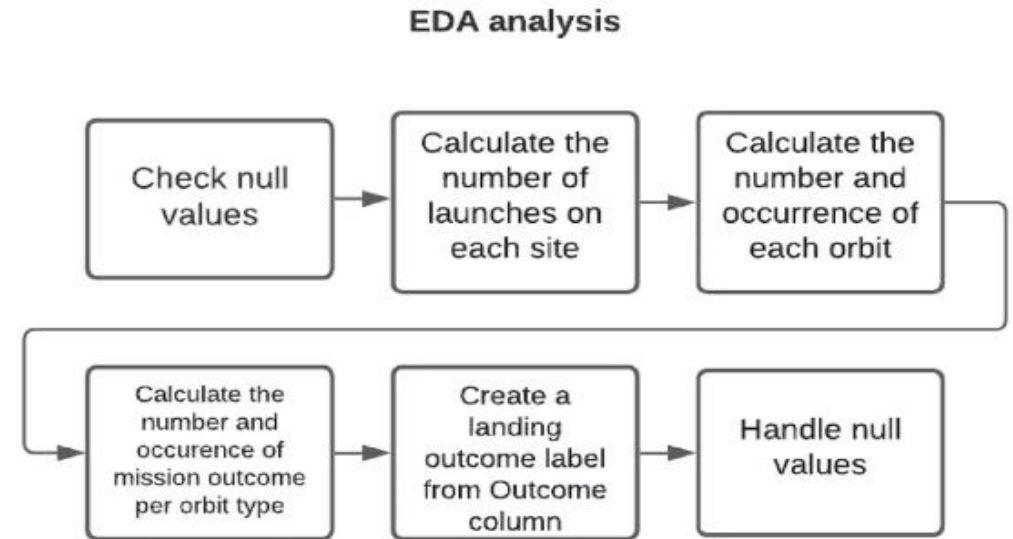 EDA analysis
Check null
values
Calculate the
number of
launches on
each site
Calculate the
number and
occurrence of
each orbit
Calculate the
number and
occurence of
mission outcome
per orbit type
Create a
landing
outcome label
from Outcome
column
Handle null
values